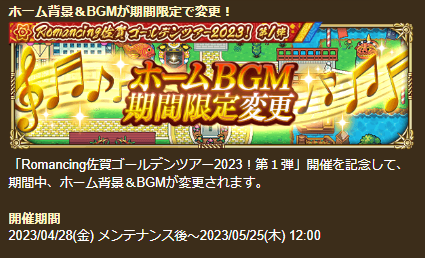 ホーム背景＆BGMが期間限定で変更！
Romancing佐賀ゴールデンツアー2023！第1弾
ホームBGM
期間限定変更
「Romancing佐賀ゴールデンツアー2023！第１弾」開催を記念して、
期間中、ホーム背景＆BGMが変更されます。
開催期間
2023/04/28(金) メンテナンス後～2023/05/25(木) 12:00